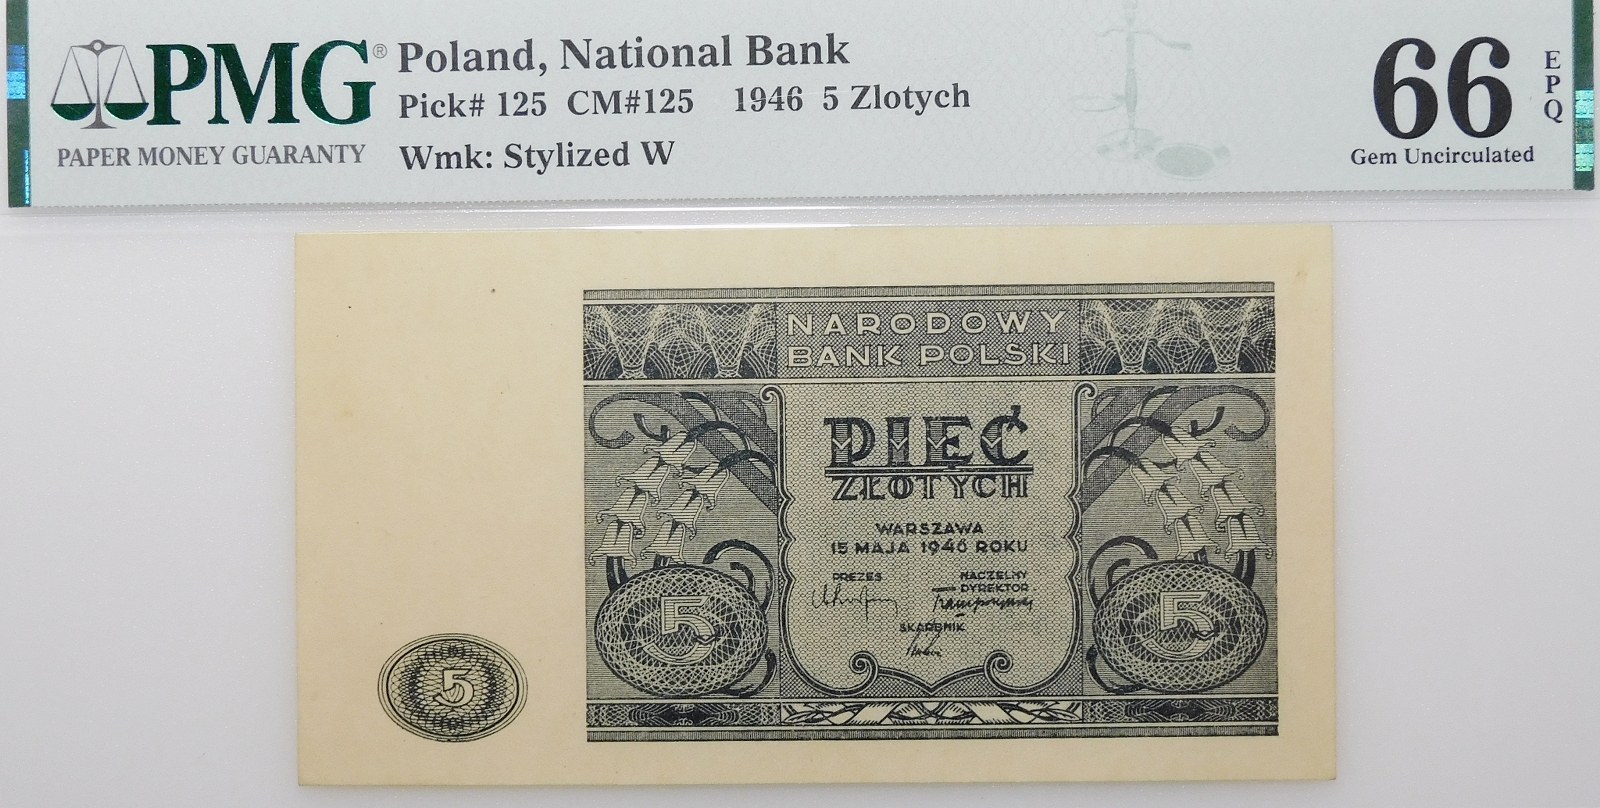 PMG®
PAPER MONEY GUARANTY
Poland, National Bank
Pick# 125 CM#125 1946 5 Zlotych
Wmk: Stylized W
66
EPQ
Gem Uncirculated
NARODOWY
BANK POLSKI
PIĘĆ
ZŁOTYCH
WARSZAWA
15 MAJA 1946 ROKU
PREZES
NACZELNY
DYREKTOR
SKARBNIK
5
5
5